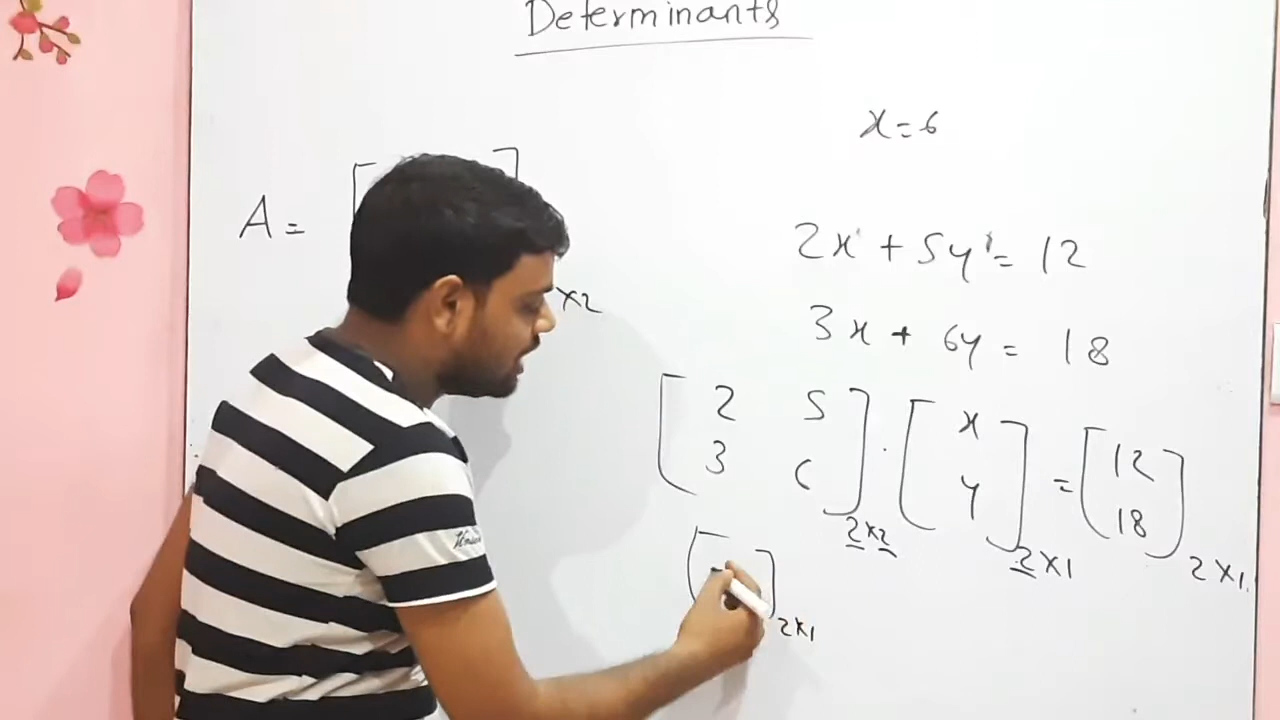 Determinants
x = 6
A =
×2
2x + 5y = 12
3x + 6y = 18
[2 5
3 6] 2×2 · [x
y] 2×1 = [12
18] 2×1
[ ] 2×1